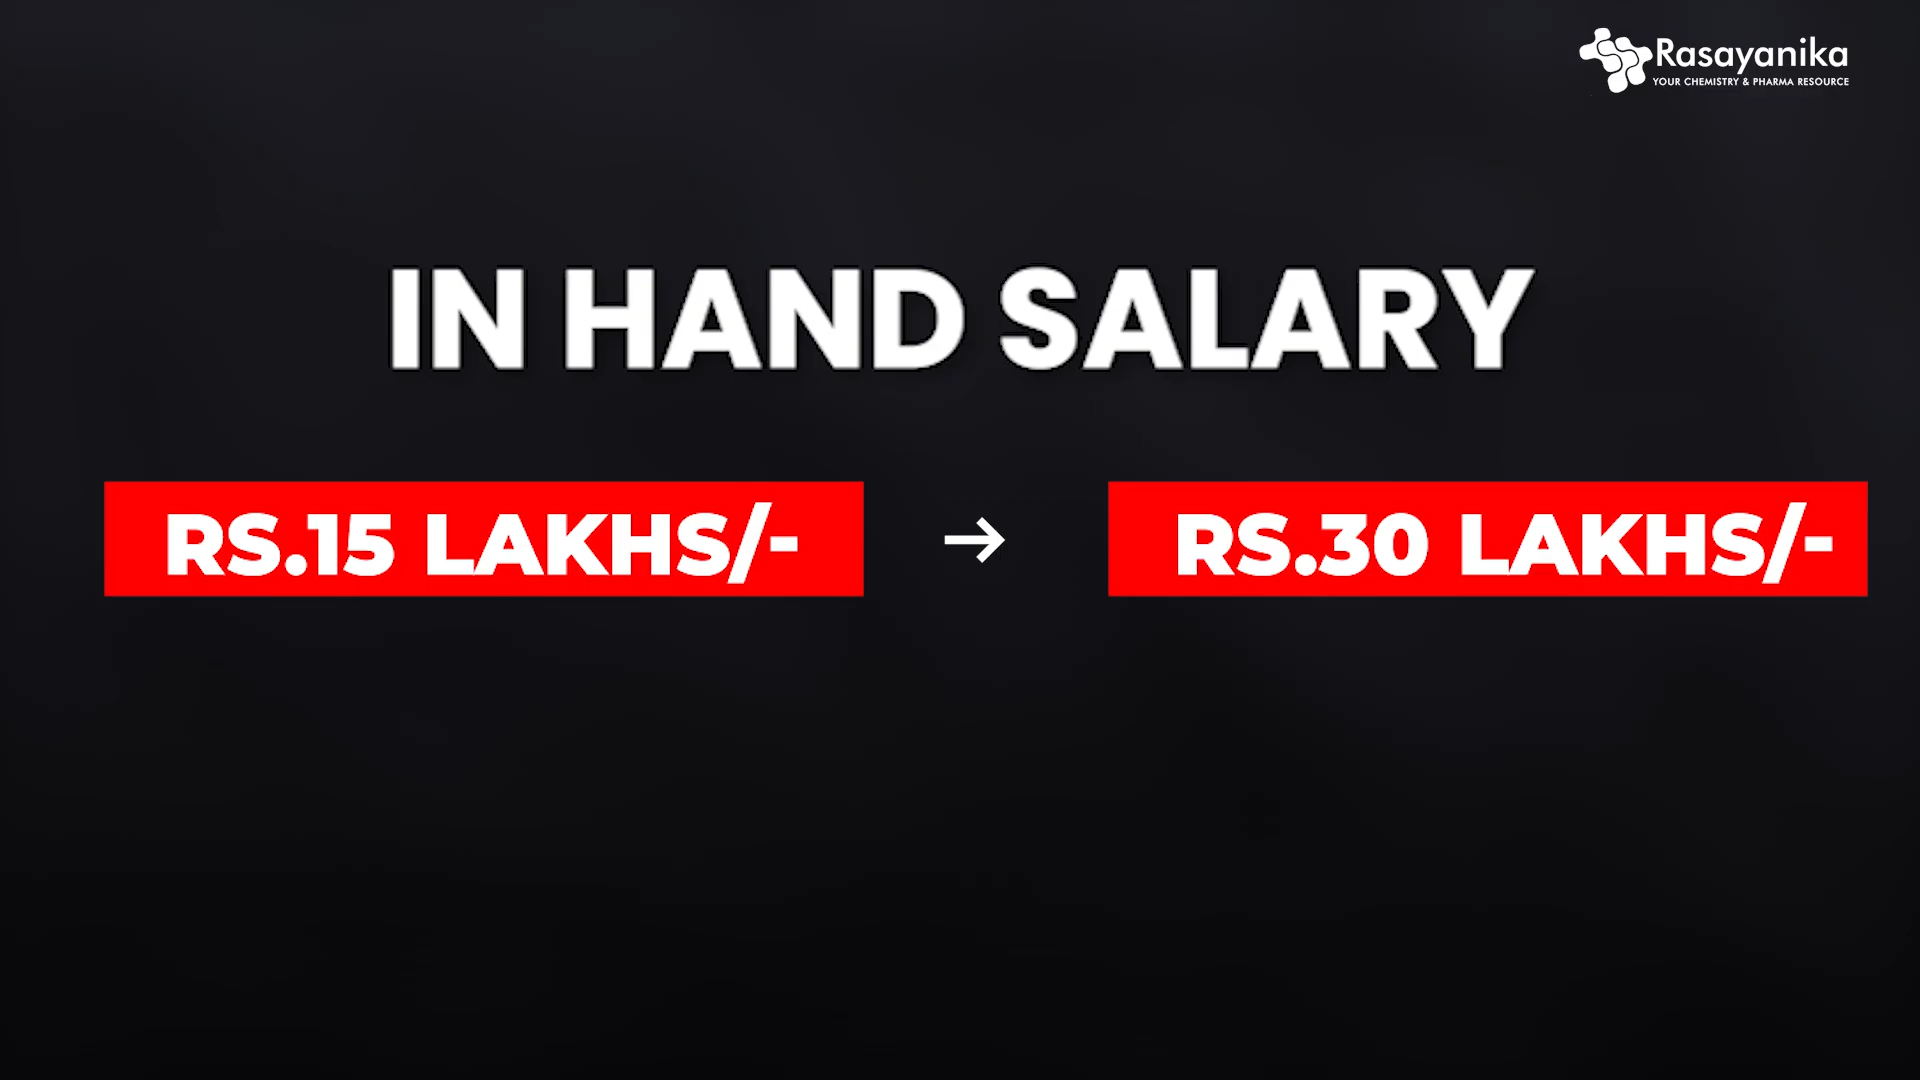 Rasayanika
YOUR CHEMISTRY & PHARMA RESOURCE
IN HAND SALARY
RS.15 LAKHS/- → RS.30 LAKHS/-